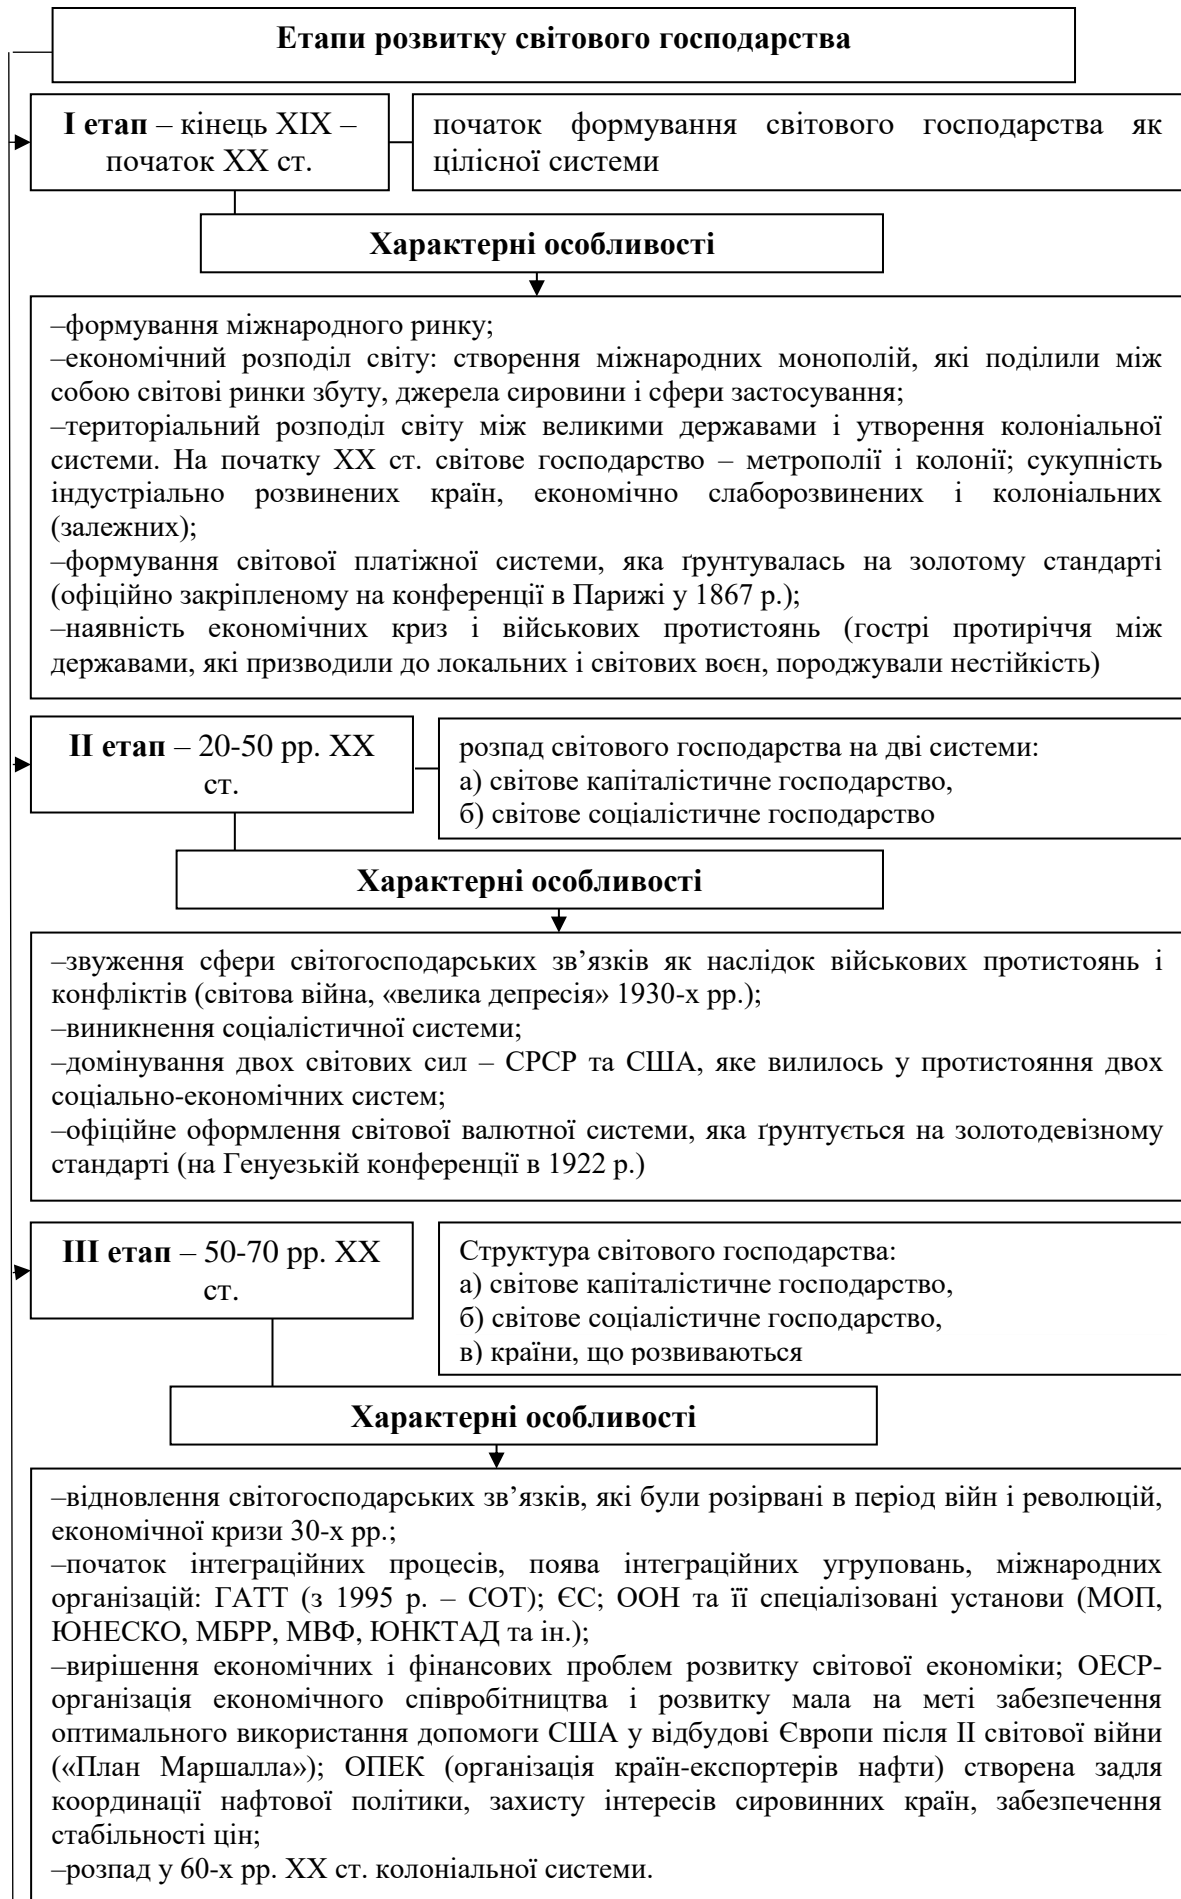 Етапи розвитку світового господарства
І етап – кінець ХІХ –
початок ХХ ст.
початок формування світового господарства як
цілісної системи
Характерні особливості
–формування міжнародного ринку;
–економічний розподіл світу: створення міжнародних монополій, які поділили між
собою світові ринки збуту, джерела сировини і сфери застосування;
–територіальний розподіл світу між великими державами і утворення колоніальної
системи. На початку ХХ ст. світове господарство – метрополії і колонії; сукупність
індустріально розвинених країн, економічно слаборозвинених і колоніальних
(залежних);
–формування світової платіжної системи, яка ґрунтувалась на золотому стандарті
(офіційно закріпленому на конференції в Парижі у 1867 р.);
–наявність економічних криз і військових протистоянь (гострі протиріччя між
державами, які призводили до локальних і світових воєн, породжували нестійкість)
ІІ етап – 20-50 рр. ХХ
ст.
розпад світового господарства на дві системи:
а) світове капіталістичне господарство,
б) світове соціалістичне господарство
Характерні особливості
–звуження сфери світогосподарських зв’язків як наслідок військових протистоянь і
конфліктів (світова війна, «велика депресія» 1930-х рр.);
–виникнення соціалістичної системи;
–домінування двох світових сил – СРСР та США, яке вилилось у протистояння двох
соціально-економічних систем;
–офіційне оформлення світової валютної системи, яка ґрунтується на золотодевізному
стандарті (на Генуезькій конференції в 1922 р.)
ІІІ етап – 50-70 рр. ХХ
ст.
Структура світового господарства:
а) світове капіталістичне господарство,
б) світове соціалістичне господарство,
в) країни, що розвиваються
Характерні особливості
–відновлення світогосподарських зв’язків, які були розірвані в період війн і революцій,
економічної кризи 30-х рр.;
–початок інтеграційних процесів, поява інтеграційних угруповань, міжнародних
організацій: ГАТТ (з 1995 р. – СОТ); ЄС; ООН та її спеціалізовані установи (МОП,
ЮНЕСКО, МБРР, МВФ, ЮНКТАД та ін.);
–вирішення економічних і фінансових проблем розвитку світової економіки; ОЕСР-
організація економічного співробітництва і розвитку мала на меті забезпечення
оптимального використання допомоги США у відбудові Європи після ІІ світової війни
(«План Маршалла»); ОПЕК (організація країн-експортерів нафти) створена задля
координації нафтової політики, захисту інтересів сировинних країн, забезпечення
стабільності цін;
–розпад у 60-х рр. ХХ ст. колоніальної системи.